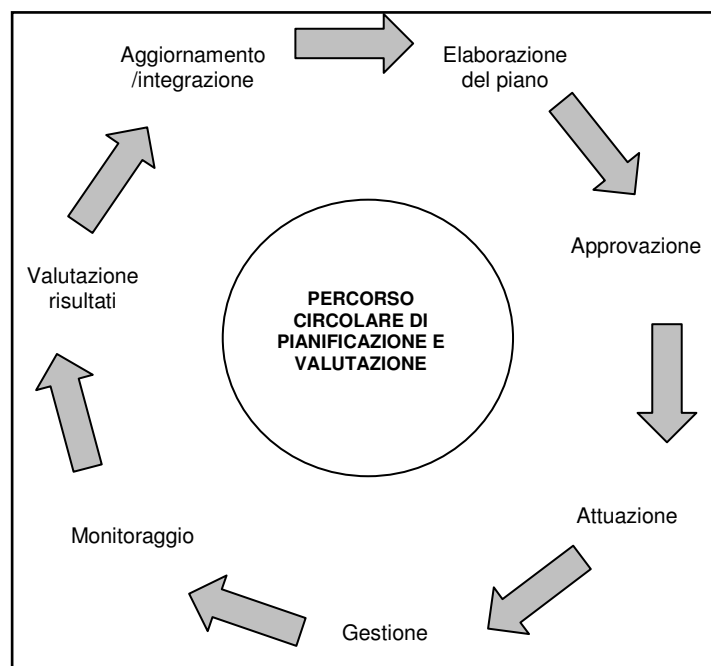 Aggiornamento
/integrazione
Elaborazione
del piano
Approvazione
Valutazione
risultati
PERCORSO
CIRCOLARE DI
PIANIFICAZIONE E
VALUTAZIONE
Attuazione
Monitoraggio
Gestione